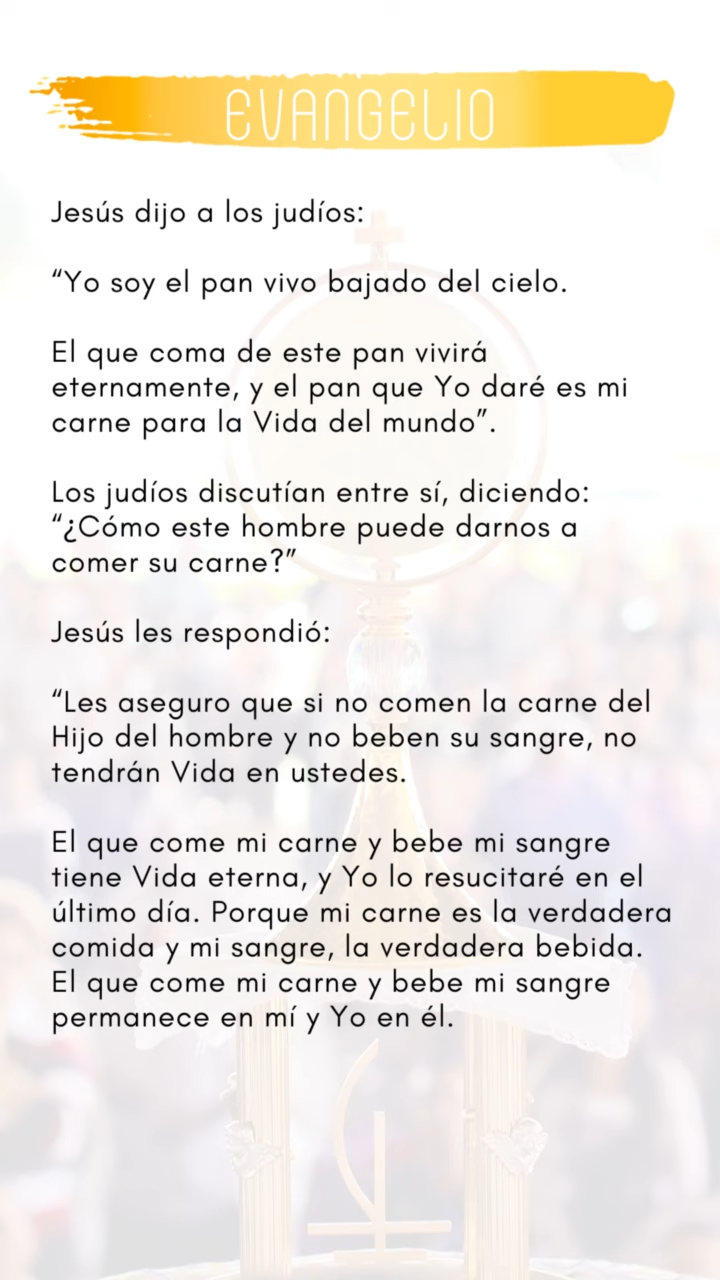 EVANGELIO
Jesús dijo a los judíos:
“Yo soy el pan vivo bajado del cielo.
El que coma de este pan vivirá
eternamente, y el pan que Yo daré es mi
carne para la Vida del mundo”.
Los judíos discutían entre sí, diciendo:
“¿Cómo este hombre puede darnos a
comer su carne?”
Jesús les respondió:
“Les aseguro que si no comen la carne del
Hijo del hombre y no beben su sangre, no
tendrán Vida en ustedes.
El que come mi carne y bebe mi sangre
tiene Vida eterna, y Yo lo resucitaré en el
último día. Porque mi carne es la verdadera
comida y mi sangre, la verdadera bebida.
El que come mi carne y bebe mi sangre
permanece en mí y Yo en él.